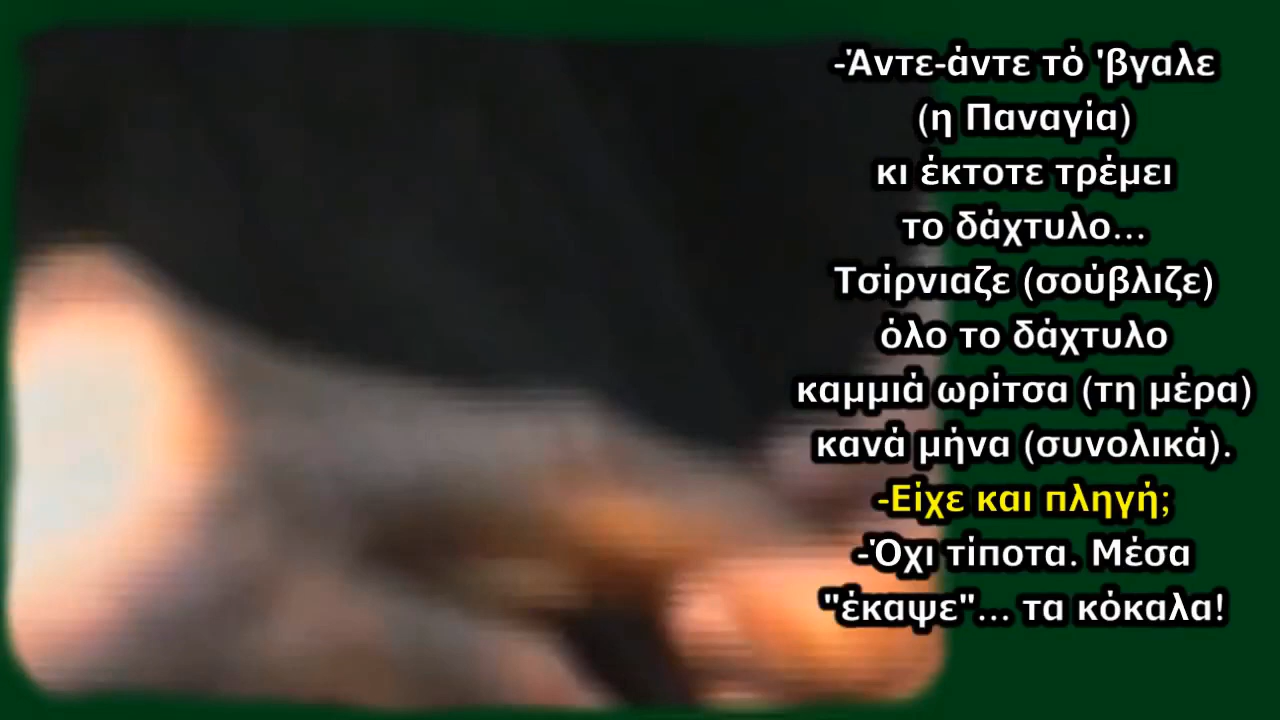 -Άντε-άντε τό 'βγαλε
(η Παναγία)
κι έκτοτε τρέμει
το δάχτυλο...
Τσίρνιαζε (σούβλιζε)
όλο το δάχτυλο
καμμιά ωρίτσα (τη μέρα)
κανά μήνα (συνολικά).
-Είχε και πληγή;
-Όχι τίποτα. Μέσα
"έκαψε"... τα κόκαλα!